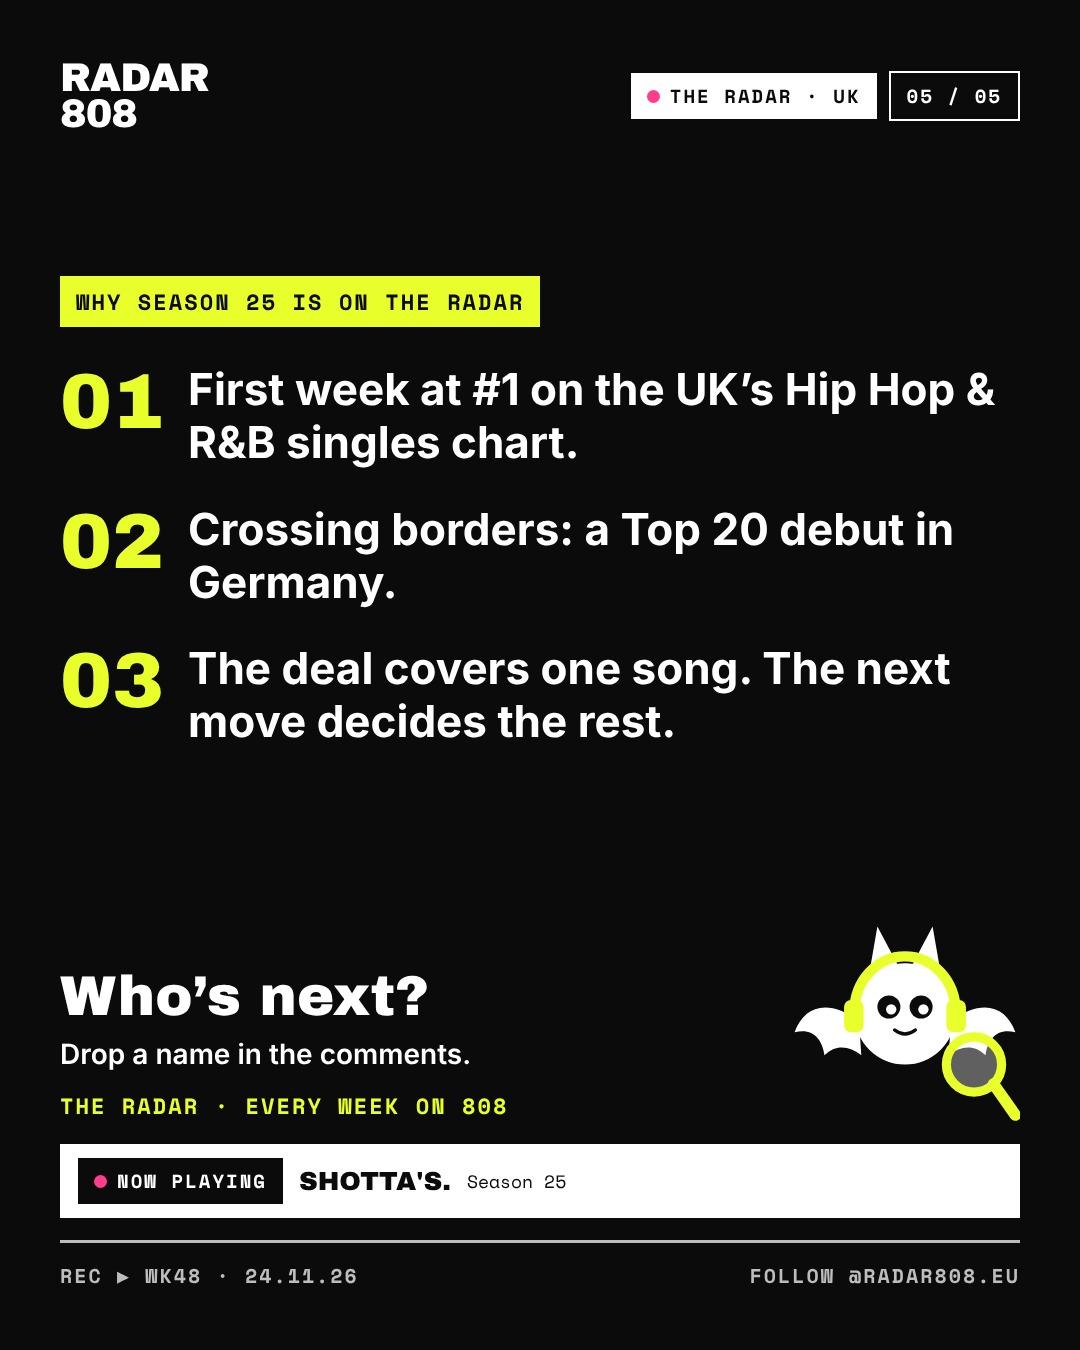 RADAR
808
THE RADAR · UK
05 / 05
WHY SEASON 25 IS ON THE RADAR
01 First week at #1 on the UK’s Hip Hop &
R&B singles chart.
02 Crossing borders: a Top 20 debut in
Germany.
03 The deal covers one song. The next
move decides the rest.
Who’s next?
Drop a name in the comments.
THE RADAR · EVERY WEEK ON 808
NOW PLAYING SHOTTA'S. Season 25
REC ▶ WK48 · 24.11.26
FOLLOW @RADAR808.EU